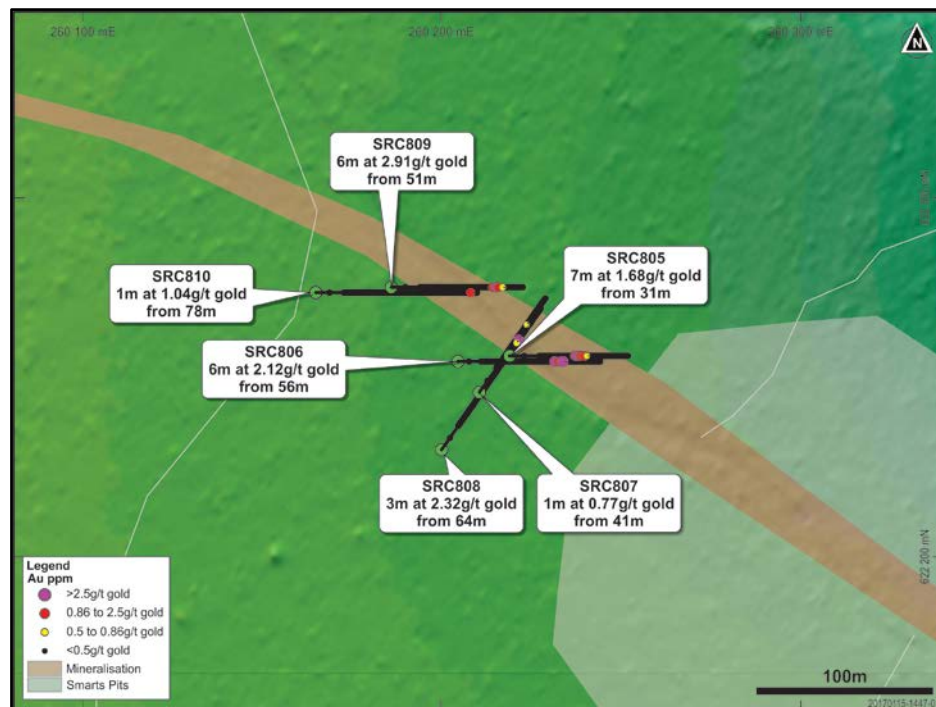 260 100 mE
260 200 mE
260 300 mE
N
SRC809
6m at 2.91g/t gold
from 51m
SRC805
7m at 1.68g/t gold
from 31m
SRC810
1m at 1.04g/t gold
from 78m
SRC806
6m at 2.12g/t gold
from 56m
SRC808
3m at 2.32g/t gold
from 64m
SRC807
1m at 0.77g/t gold
from 41m
622 200 mN
Legend
Au ppm
>2.5g/t gold
0.86 to 2.5g/t gold
0.5 to 0.86g/t gold
<0.5g/t gold
Mineralisation
Smarts Pits
100m